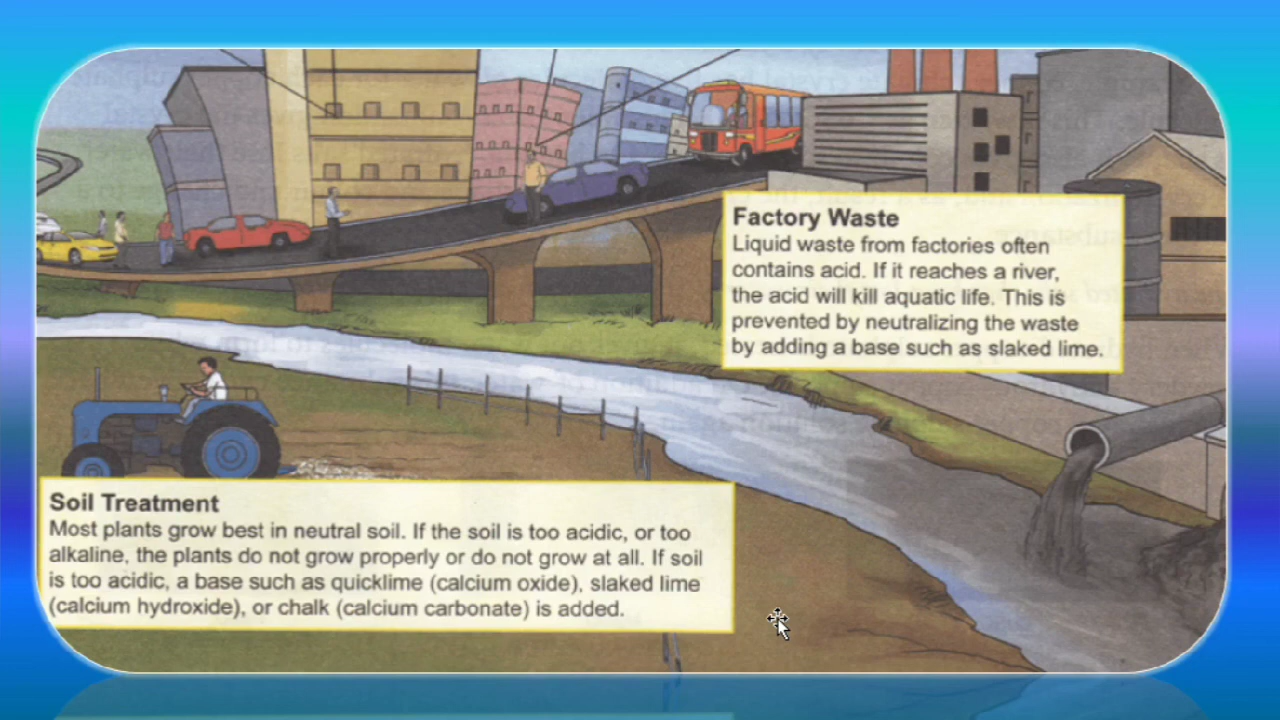 Factory Waste
Liquid waste from factories often
contains acid. If it reaches a river,
the acid will kill aquatic life. This is
prevented by neutralizing the waste
by adding a base such as slaked lime.
Soil Treatment
Most plants grow best in neutral soil. If the soil is too acidic, or too
alkaline, the plants do not grow properly or do not grow at all. If soil
is too acidic, a base such as quicklime (calcium oxide), slaked lime
(calcium hydroxide), or chalk (calcium carbonate) is added.